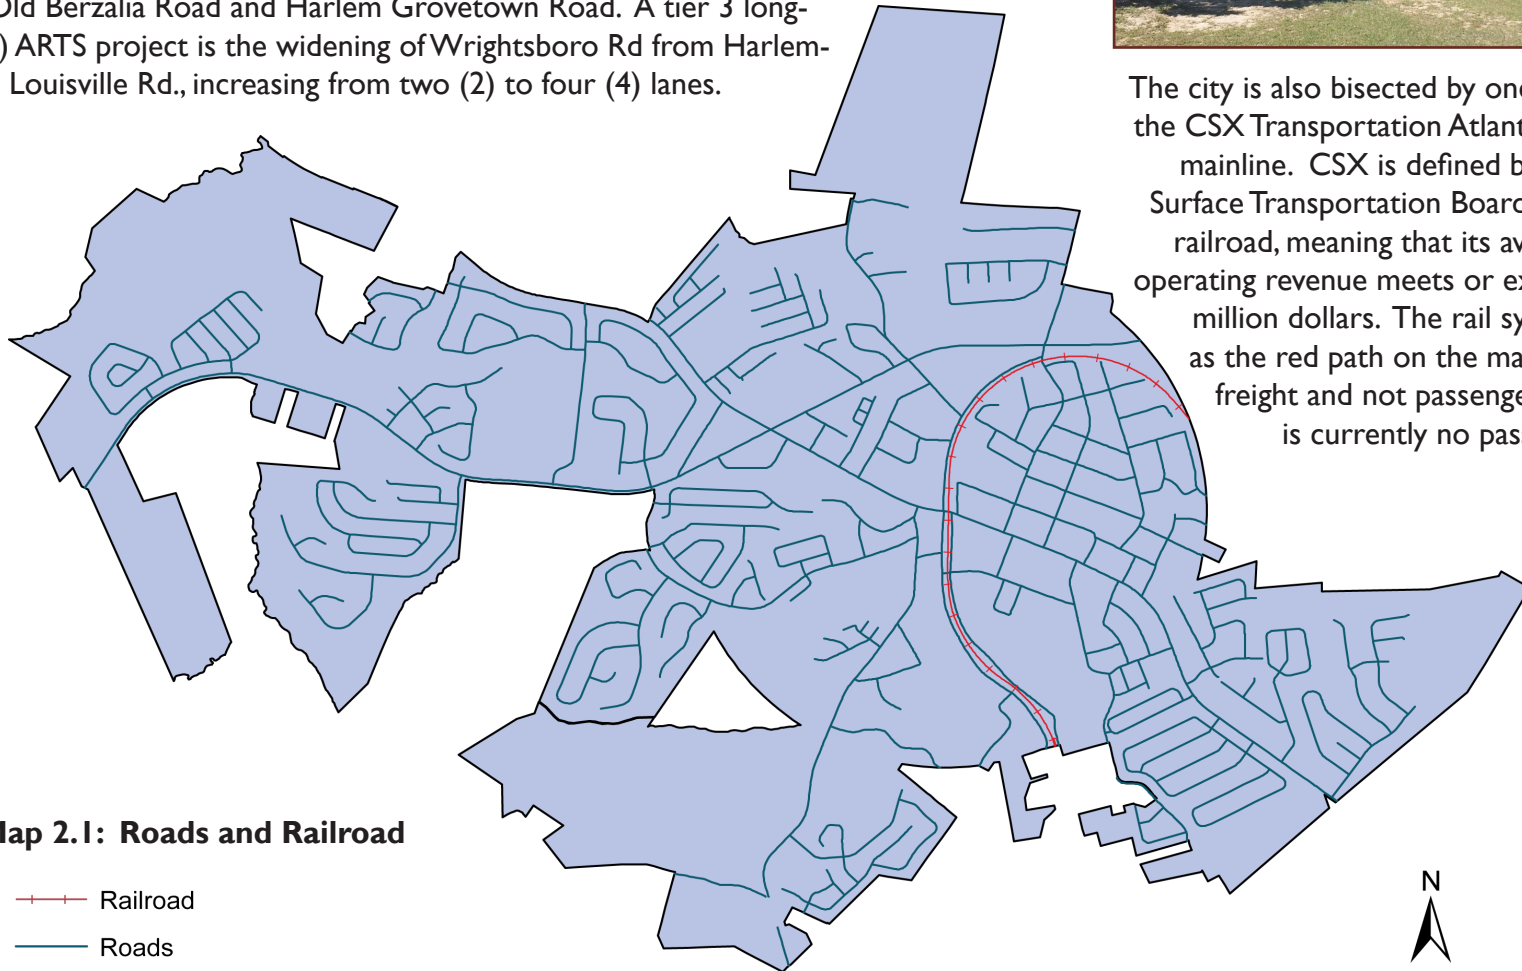 Old Berzalia Road and Harlem Grovetown Road. A tier 3 long-
) ARTS project is the widening of Wrightsboro Rd from Harlem-
Louisville Rd., increasing from two (2) to four (4) lanes.
The city is also bisected by one
the CSX Transportation Atlant
mainline. CSX is defined b
Surface Transportation Board
railroad, meaning that its av
operating revenue meets or ex
million dollars. The rail sy
as the red path on the ma
freight and not passenge
is currently no pas
Map 2.1: Roads and Railroad
Railroad
Roads
N